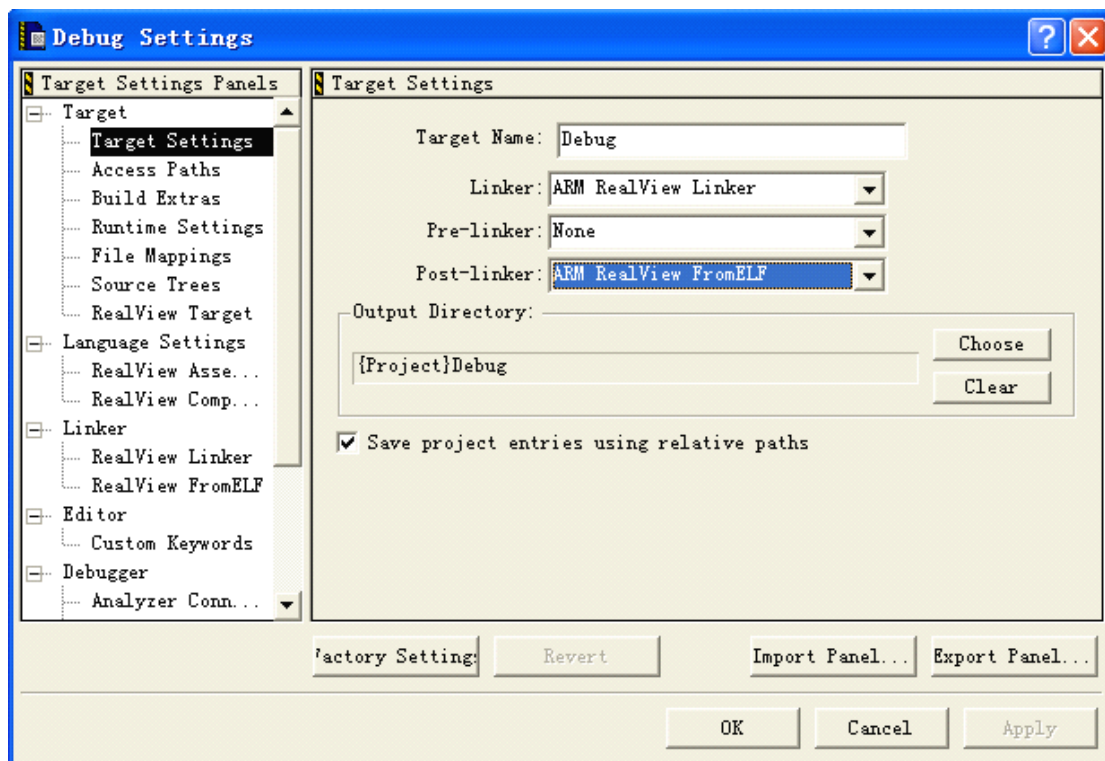 Debug Settings
Target Settings Panels
Target
Target Settings
Access Paths
Build Extras
Runtime Settings
File Mappings
Source Trees
RealView Target
Language Settings
RealView Asse...
RealView Comp...
Linker
RealView Linker
RealView FromELF
Editor
Custom Keywords
Debugger
Analyzer Conn...
Target Settings
Target Name: Debug
Linker: ARM RealView Linker
Pre-linker: None
Post-linker: ARM RealView FromELF
Output Directory:
{Project}Debug
Choose
Clear
Save project entries using relative paths
Factory Setting: Revert Import Panel... Export Panel...
OK Cancel Apply